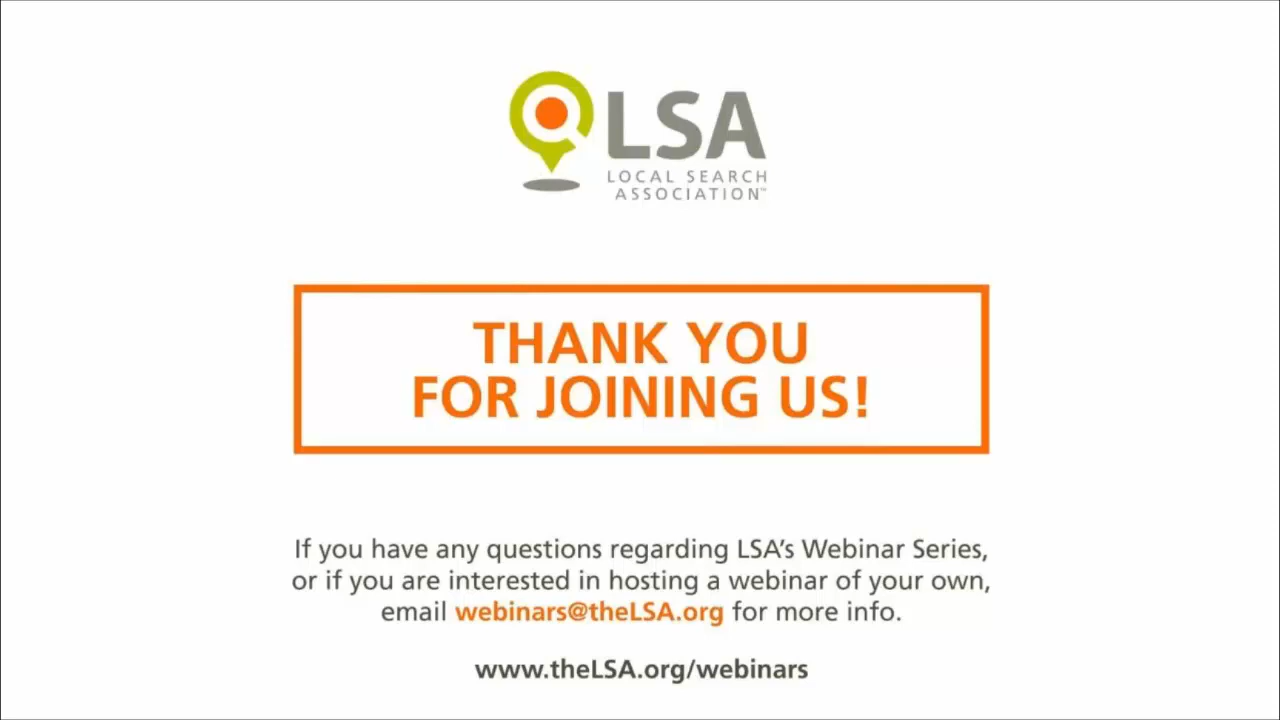 LSA
LOCAL SEARCH
ASSOCIATION™
THANK YOU
FOR JOINING US!
If you have any questions regarding LSA’s Webinar Series,
or if you are interested in hosting a webinar of your own,
email webinars@theLSA.org for more info.
www.theLSA.org/webinars